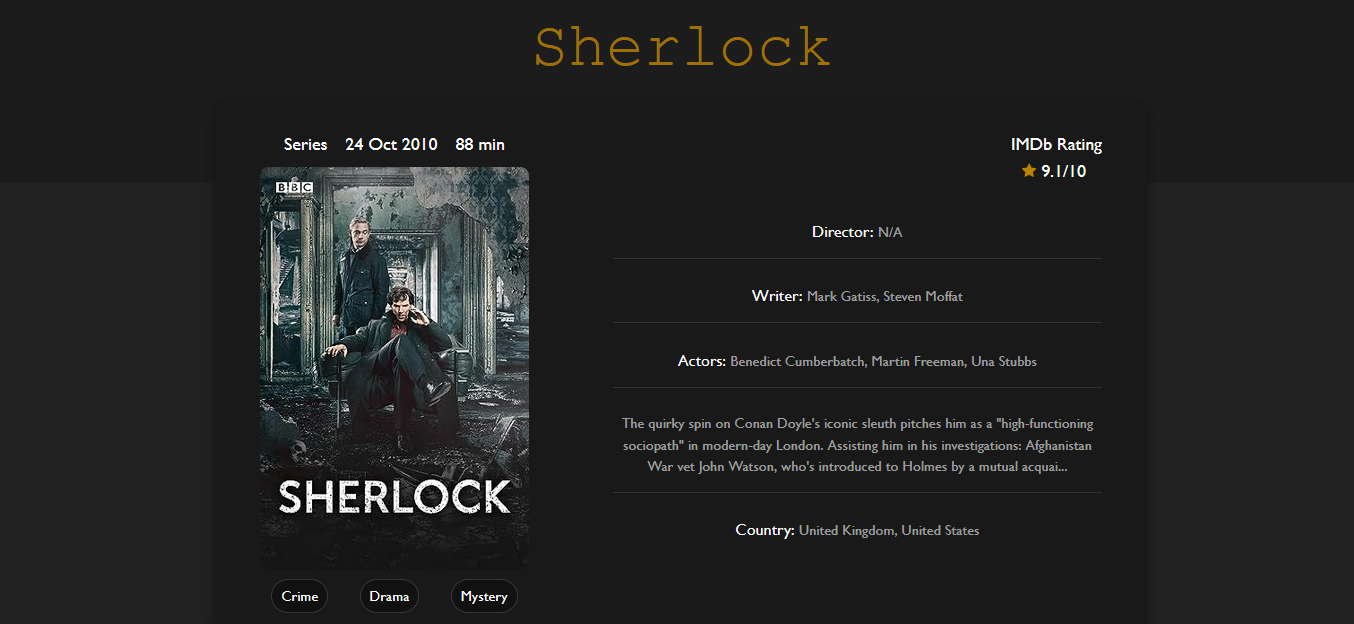 Sherlock
Series 24 Oct 2010 88 min
BBC
SHERLOCK
Crime Drama Mystery
IMDb Rating
9.1/10
Director: N/A
Writer: Mark Gatiss, Steven Moffat
Actors: Benedict Cumberbatch, Martin Freeman, Una Stubbs
The quirky spin on Conan Doyle's iconic sleuth pitches him as a "high-functioning
sociopath" in modern-day London. Assisting him in his investigations: Afghanistan
War vet John Watson, who's introduced to Holmes by a mutual acquai...
Country: United Kingdom, United States